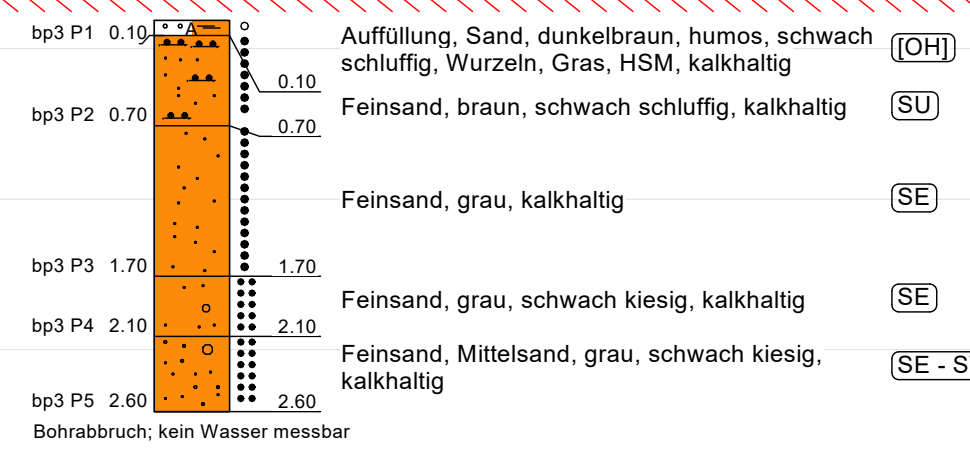 bp3 P1 0.10 A Auffüllung, Sand, dunkelbraun, humos, schwach [OH]
schluffig, Wurzeln, Gras, HSM, kalkhaltig
0.10
bp3 P2 0.70 Feinsand, braun, schwach schluffig, kalkhaltig SU
0.70
Feinsand, grau, kalkhaltig SE
bp3 P3 1.70 1.70
Feinsand, grau, schwach kiesig, kalkhaltig SE
bp3 P4 2.10 2.10
Feinsand, Mittelsand, grau, schwach kiesig, SE -
kalkhaltig
bp3 P5 2.60 2.60
Bohrabbruch; kein Wasser messbar